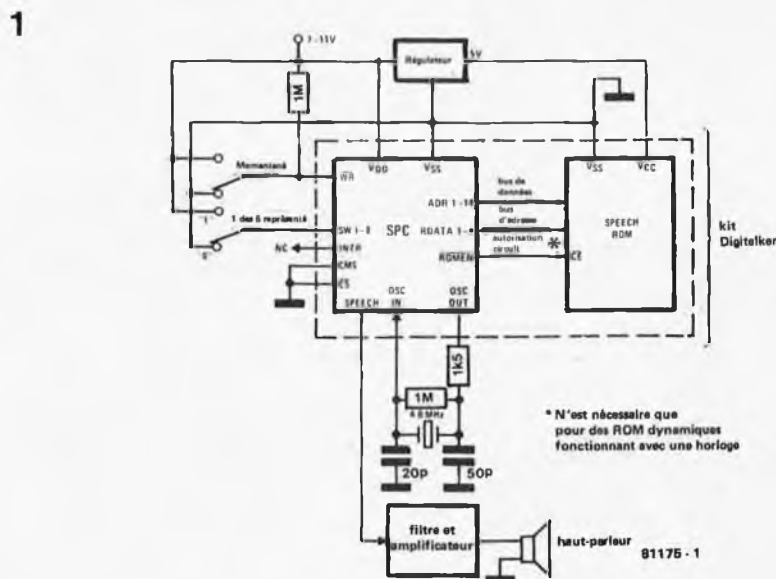 1
7-11V
Régulateur
5V
1M
Momentané
WR
VDD
VSS
VSS
VCC
1
1 des 8 représenté
0
SW 1-8
SPC
ADR 1-14
bus de
données
bus
d'adresse
RDATA 1-
autorisation
circuit
*
ROMEN
CE
SPEECH
ROM
kit
Digitalker
NC
INTR
CMS
CS
SPEECH
OSC
IN
OSC
OUT
1k5
1M
20p
50p
* N'est nécessaire que
pour des ROM dynamiques
fonctionnant avec une horloge
filtre et
amplificateur
haut-parleur
81175 - 1